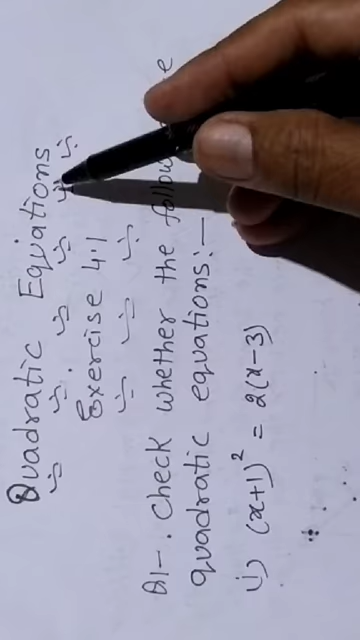 Quadratic Equations
Exercise 4.1
Q1-. Check whether the
quadratic equations:-
i) (x+1)² = 2(x-3)